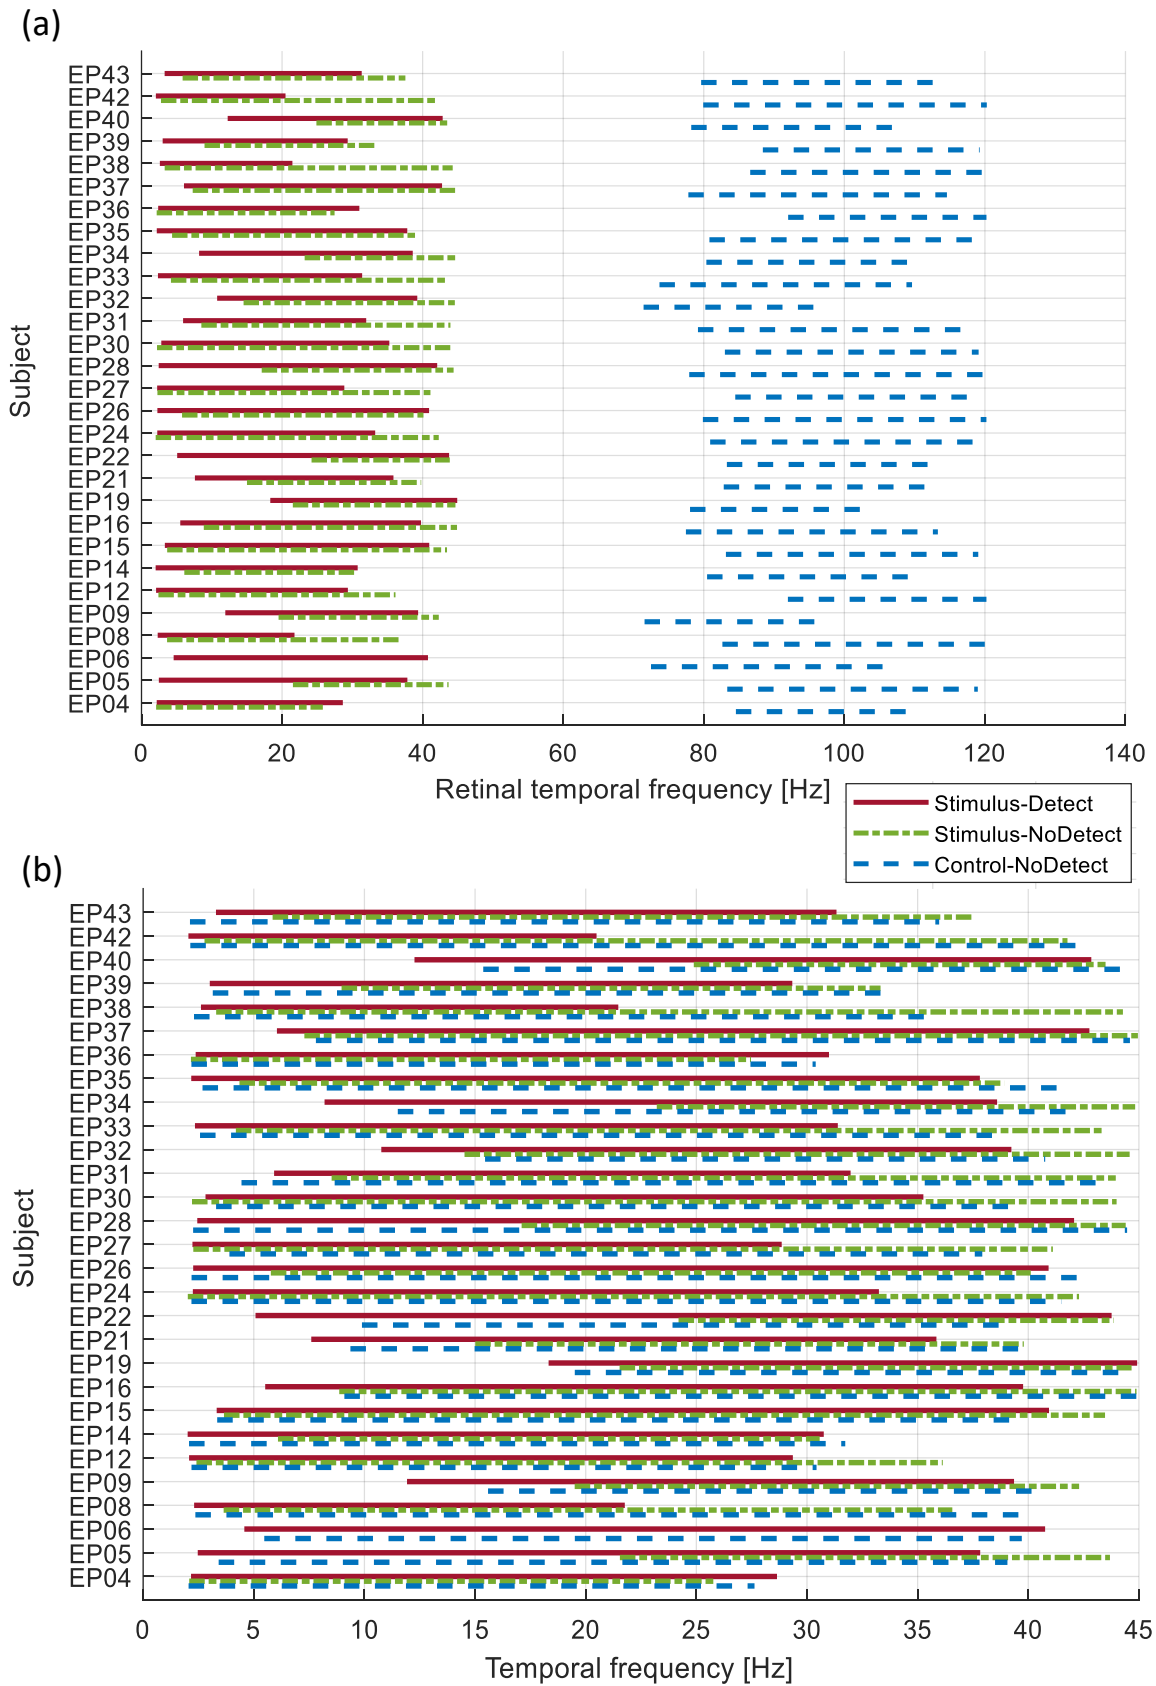 (a)
EP43
EP42
EP40
EP39
EP38
EP37
EP36
EP35
EP34
EP33
EP32
EP31
EP30
EP28
EP27
EP26
EP24
EP22
EP21
EP19
EP16
EP15
EP14
EP12
EP09
EP08
EP06
EP05
EP04
Subject
0 20 40 60 80 100 120 140
Retinal temporal frequency [Hz]
Stimulus-Detect
Stimulus-NoDetect
Control-NoDetect
(b)
EP43
EP42
EP40
EP39
EP38
EP37
EP36
EP35
EP34
EP33
EP32
EP31
EP30
EP28
EP27
EP26
EP24
EP22
EP21
EP19
EP16
EP15
EP14
EP12
EP09
EP08
EP06
EP05
EP04
Subject
0 5 10 15 20 25 30 35 40 45
Temporal frequency [Hz]